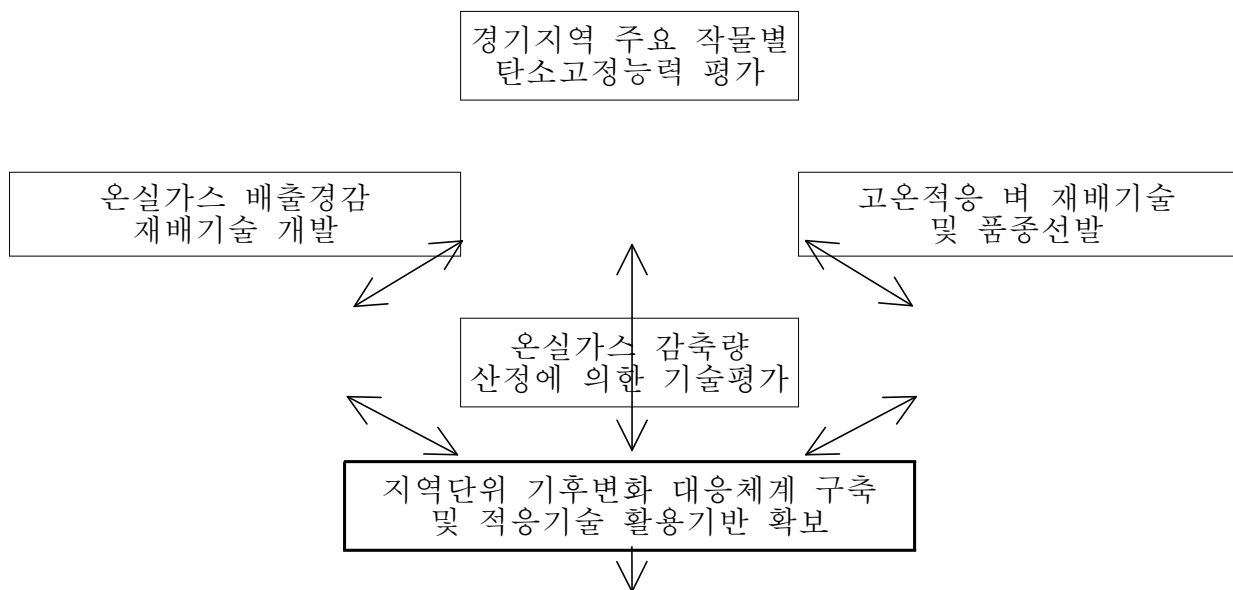 경기지역 주요 작물별
탄소고정능력 평가
온실가스 배출경감
재배기술 개발
고온적응 벼 재배기술
및 품종선발
온실가스 감축량
산정에 의한 기술평가
지역단위 기후변화 대응체계 구축
및 적응기술 활용기반 확보